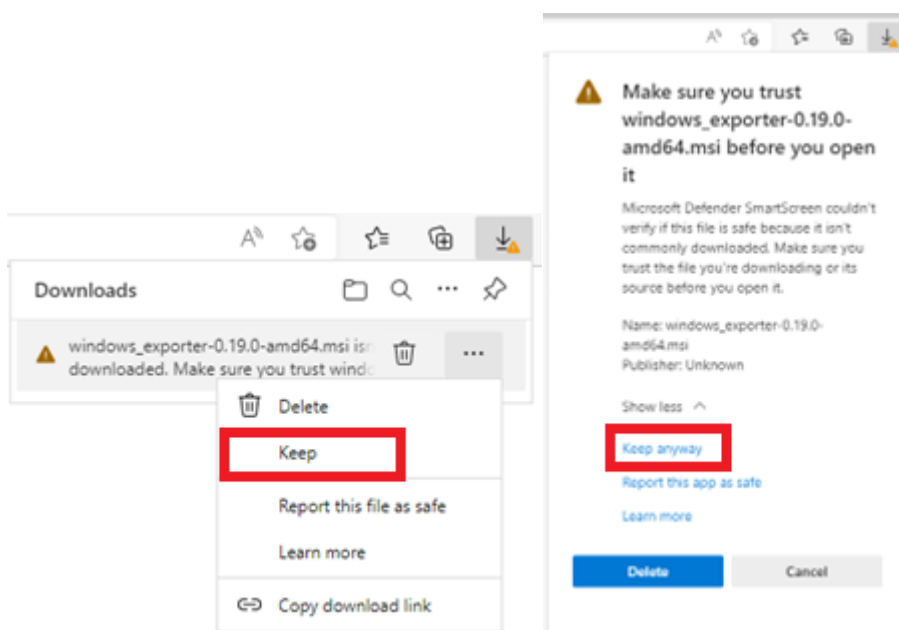 Downloads
windows_exporter-0.19.0-amd64.msi isn
downloaded. Make sure you trust windo
Delete
Keep
Report this file as safe
Learn more
Copy download link
Make sure you trust
windows_exporter-0.19.0-
amd64.msi before you open
it
Microsoft Defender SmartScreen couldn't
verify if this file is safe because it isn't
commonly downloaded. Make sure you
trust the file you're downloading or its
source before you open it.
Name: windows_exporter-0.19.0-
amd64.msi
Publisher: Unknown
Show less
Keep anyway
Report this app as safe
Learn more
Delete Cancel